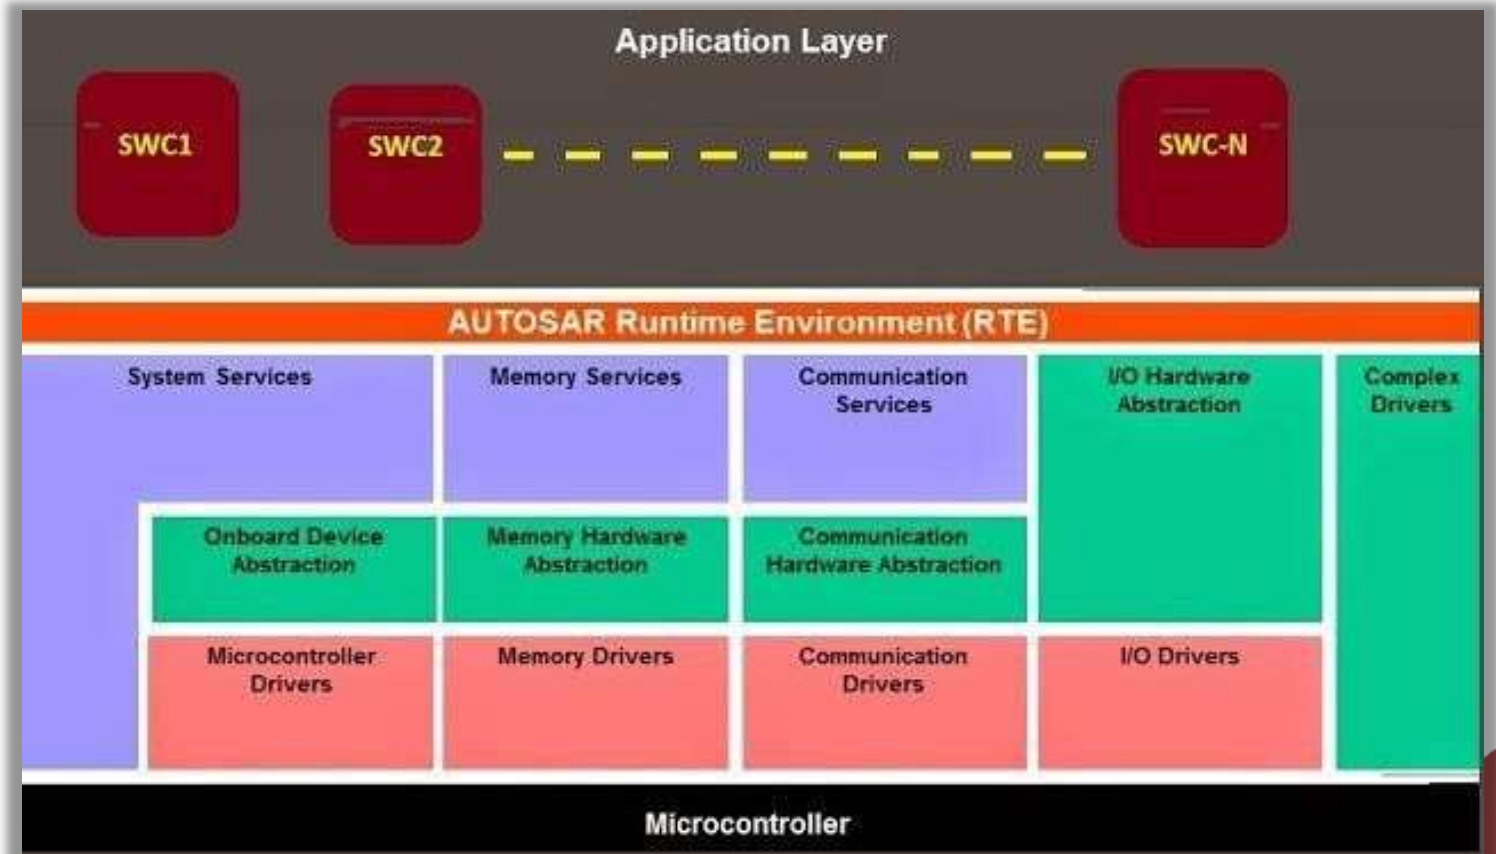 Application Layer
SWC1
SWC2
SWC-N
AUTOSAR Runtime Environment (RTE)
System Services
Memory Services
Communication
Services
I/O Hardware
Abstraction
Complex
Drivers
Onboard Device
Abstraction
Memory Hardware
Abstraction
Communication
Hardware Abstraction
Microcontroller
Drivers
Memory Drivers
Communication
Drivers
I/O Drivers
Microcontroller